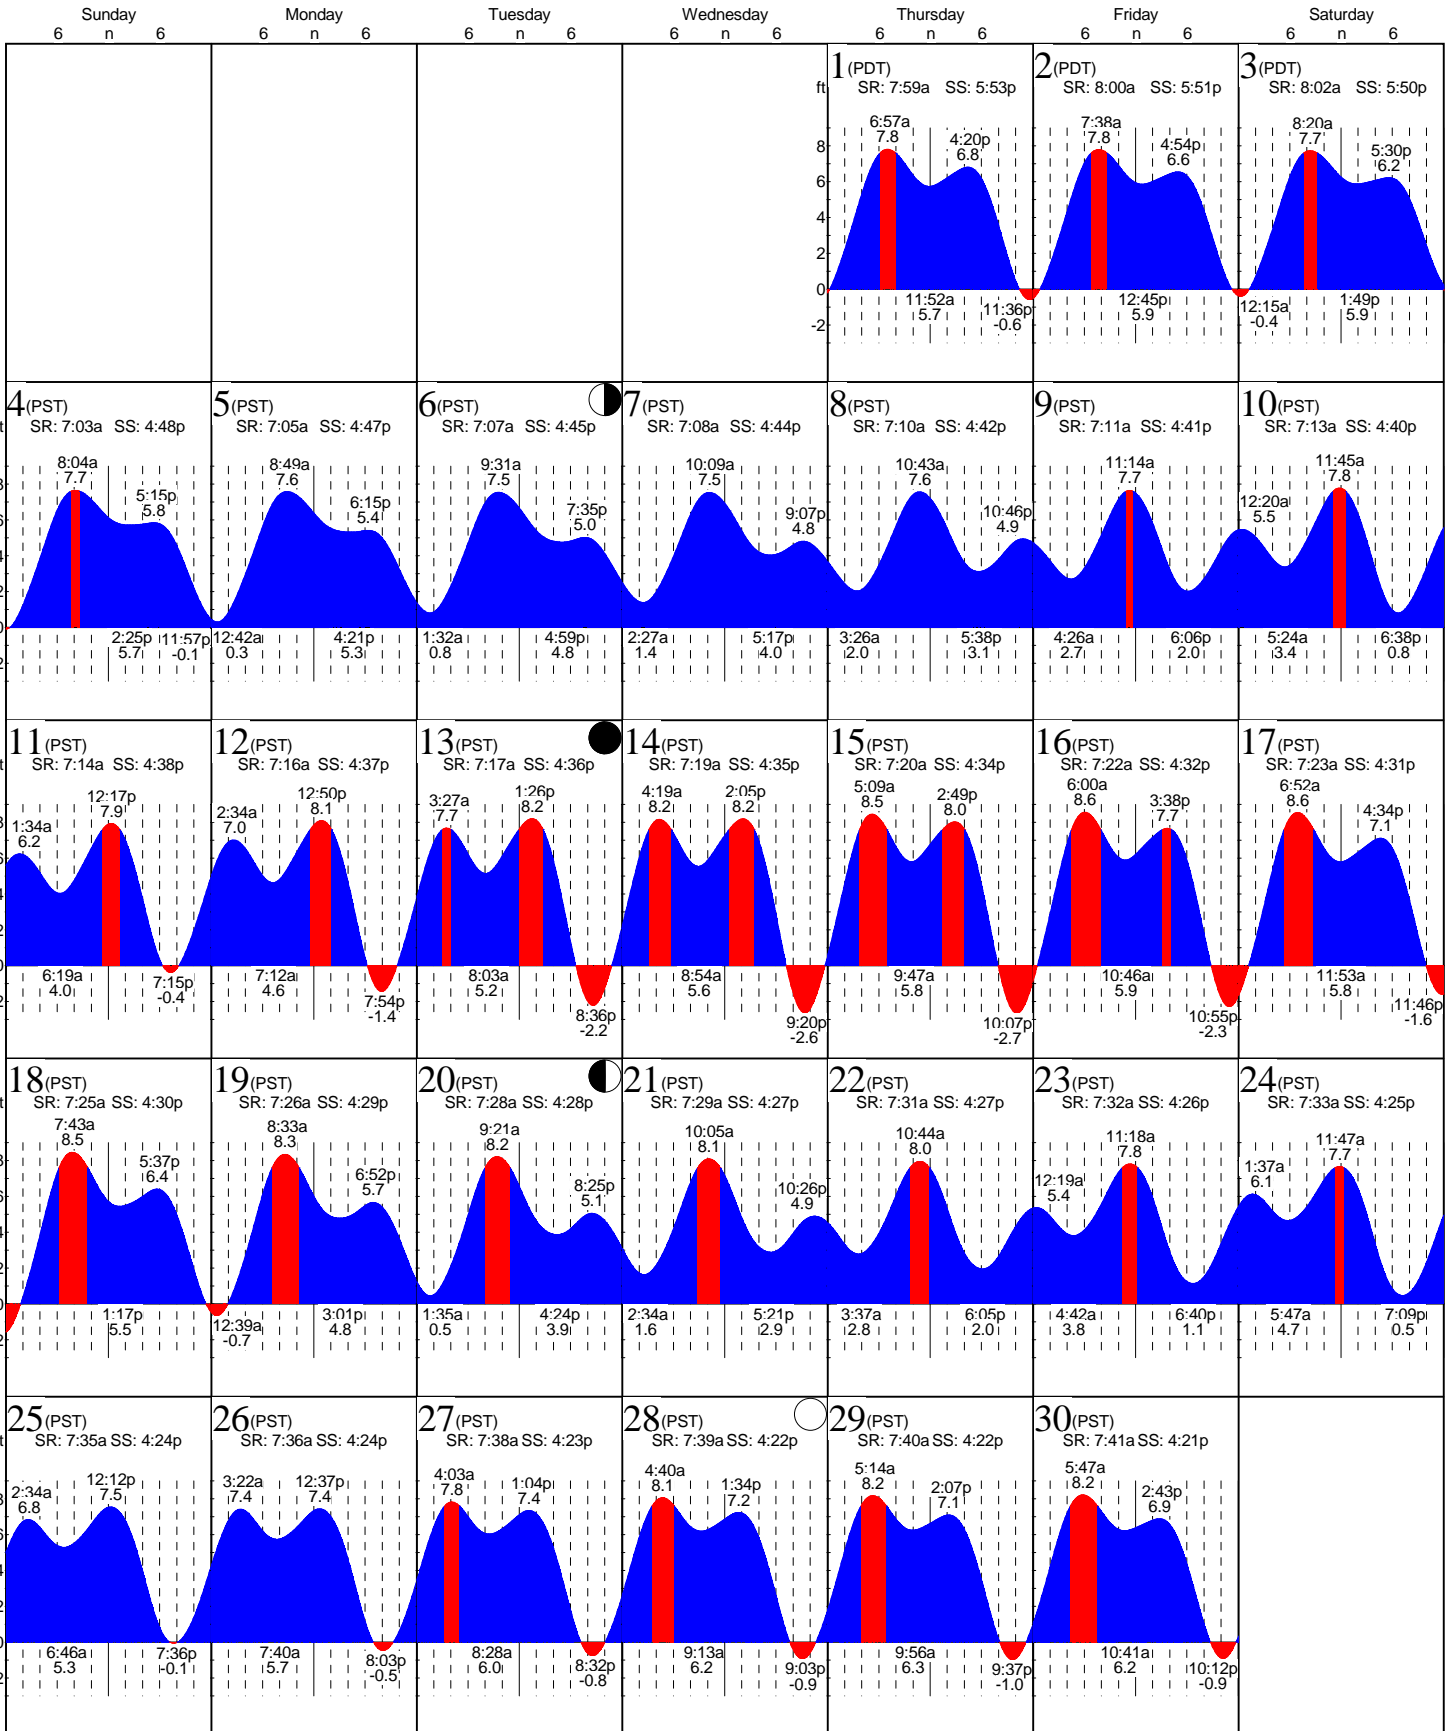 Sunday Monday Tuesday Wednesday Thursday Friday Saturday
6 n 6 6 n 6 6 n 6 6 n 6 6 n 6 6 n 6 6 n 6
1 (PDT) 2 (PDT) 3 (PDT)
ft SR: 7:59a SS: 5:53p SR: 8:00a SS: 5:51p SR: 8:02a SS: 5:50p
6:57a 7:38a 8:20a
7.8 4:20p 7.8 4:54p 7.7 5:30p
8 6.8 6.6 6.2
6
4
2
0
11:52a 11:36p 12:45p 12:15a 1:49p
5.7 -0.6 5.9 -0.4 5.9
-2
4 (PST) 5 (PST) 6 (PST) 7 (PST) 8 (PST) 9 (PST) 10 (PST)
SR: 7:03a SS: 4:48p SR: 7:05a SS: 4:47p SR: 7:07a SS: 4:45p SR: 7:08a SS: 4:44p SR: 7:10a SS: 4:42p SR: 7:11a SS: 4:41p SR: 7:13a SS: 4:40p
8:04a 5:15p 8:49a 6:15p 9:31a 7:35p 10:09a 9:07p 10:43a 10:46p 11:14a 12:20a 11:45a
7.7 5.8 7.6 5.4 7.5 5.0 7.5 4.8 7.6 4.9 7.7 5.5 7.8
2:25p 11:57p 12:42a 4:21p 1:32a 4:59p 2:27a 5:17p 3:26a 5:38p 4:26a 6:06p 5:24a 6:38p
5.7 -0.1 0.3 5.3 0.8 4.8 1.4 4.0 2.0 3.1 2.7 2.0 3.4 0.8
11 (PST) 12 (PST) 13 (PST) 14 (PST) 15 (PST) 16 (PST) 17 (PST)
SR: 7:14a SS: 4:38p SR: 7:16a SS: 4:37p SR: 7:17a SS: 4:36p SR: 7:19a SS: 4:35p SR: 7:20a SS: 4:34p SR: 7:22a SS: 4:32p SR: 7:23a SS: 4:31p
1:34a 12:17p 2:34a 12:50p 3:27a 1:26p 4:19a 2:05p 5:09a 2:49p 6:00a 3:38p 6:52a 4:34p
6.2 7.9 7.0 8.1 7.7 8.2 8.2 8.2 8.5 8.0 8.6 7.7 8.6 7.1
6:19a 7:15p 7:12a 7:54p 8:03a 8:36p 8:54a 9:20p 9:47a 10:07p 10:46a 10:55p 11:53a 11:46p
4.0 -0.4 4.6 -1.4 5.2 -2.2 5.6 -2.6 5.8 -2.7 5.9 -2.3 5.8 -1.6
18 (PST) 19 (PST) 20 (PST) 21 (PST) 22 (PST) 23 (PST) 24 (PST)
SR: 7:25a SS: 4:30p SR: 7:26a SS: 4:29p SR: 7:28a SS: 4:28p SR: 7:29a SS: 4:27p SR: 7:31a SS: 4:27p SR: 7:32a SS: 4:26p SR: 7:33a SS: 4:25p
7:43a 5:37p 8:33a 6:52p 9:21a 8:25p 10:05a 10:26p 10:44a 12:19a 11:18a 1:37a 11:47a
8.5 6.4 8.3 5.7 8.2 5.1 8.1 4.9 8.0 5.4 7.8 6.1 7.7
1:17p 12:39a 3:01p 1:35a 4:24p 2:34a 5:21p 3:37a 6:05p 4:42a 6:40p 5:47a 7:09p
5.5 -0.7 4.8 0.5 3.9 1.6 2.9 2.8 2.0 3.8 1.1 4.7 0.5
25 (PST) 26 (PST) 27 (PST) 28 (PST) 29 (PST) 30 (PST)
SR: 7:35a SS: 4:24p SR: 7:36a SS: 4:24p SR: 7:38a SS: 4:23p SR: 7:39a SS: 4:22p SR: 7:40a SS: 4:22p SR: 7:41a SS: 4:21p
2:34a 12:12p 3:22a 12:37p 4:03a 1:04p 4:40a 1:34p 5:14a 2:07p 5:47a 2:43p
6.8 7.5 7.4 7.4 7.8 7.4 8.1 7.2 8.2 7.1 8.2 6.9
6:46a 7:36p 7:40a 8:03p 8:28a 8:32p 9:13a 9:03p 9:56a 9:37p 10:41a 10:12p
5.3 -0.1 5.7 -0.5 6.0 -0.8 6.2 -0.9 6.3 -1.0 6.2 -0.9